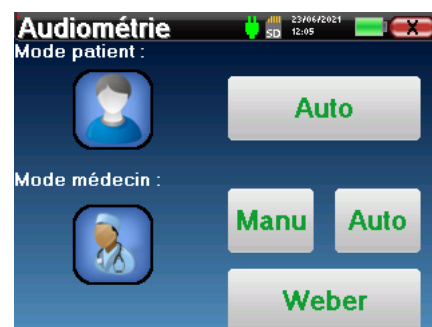 Audiométrie
SD
23/06/2021
12:05
X
Mode patient :
Auto
Mode médecin :
Manu
Auto
Weber